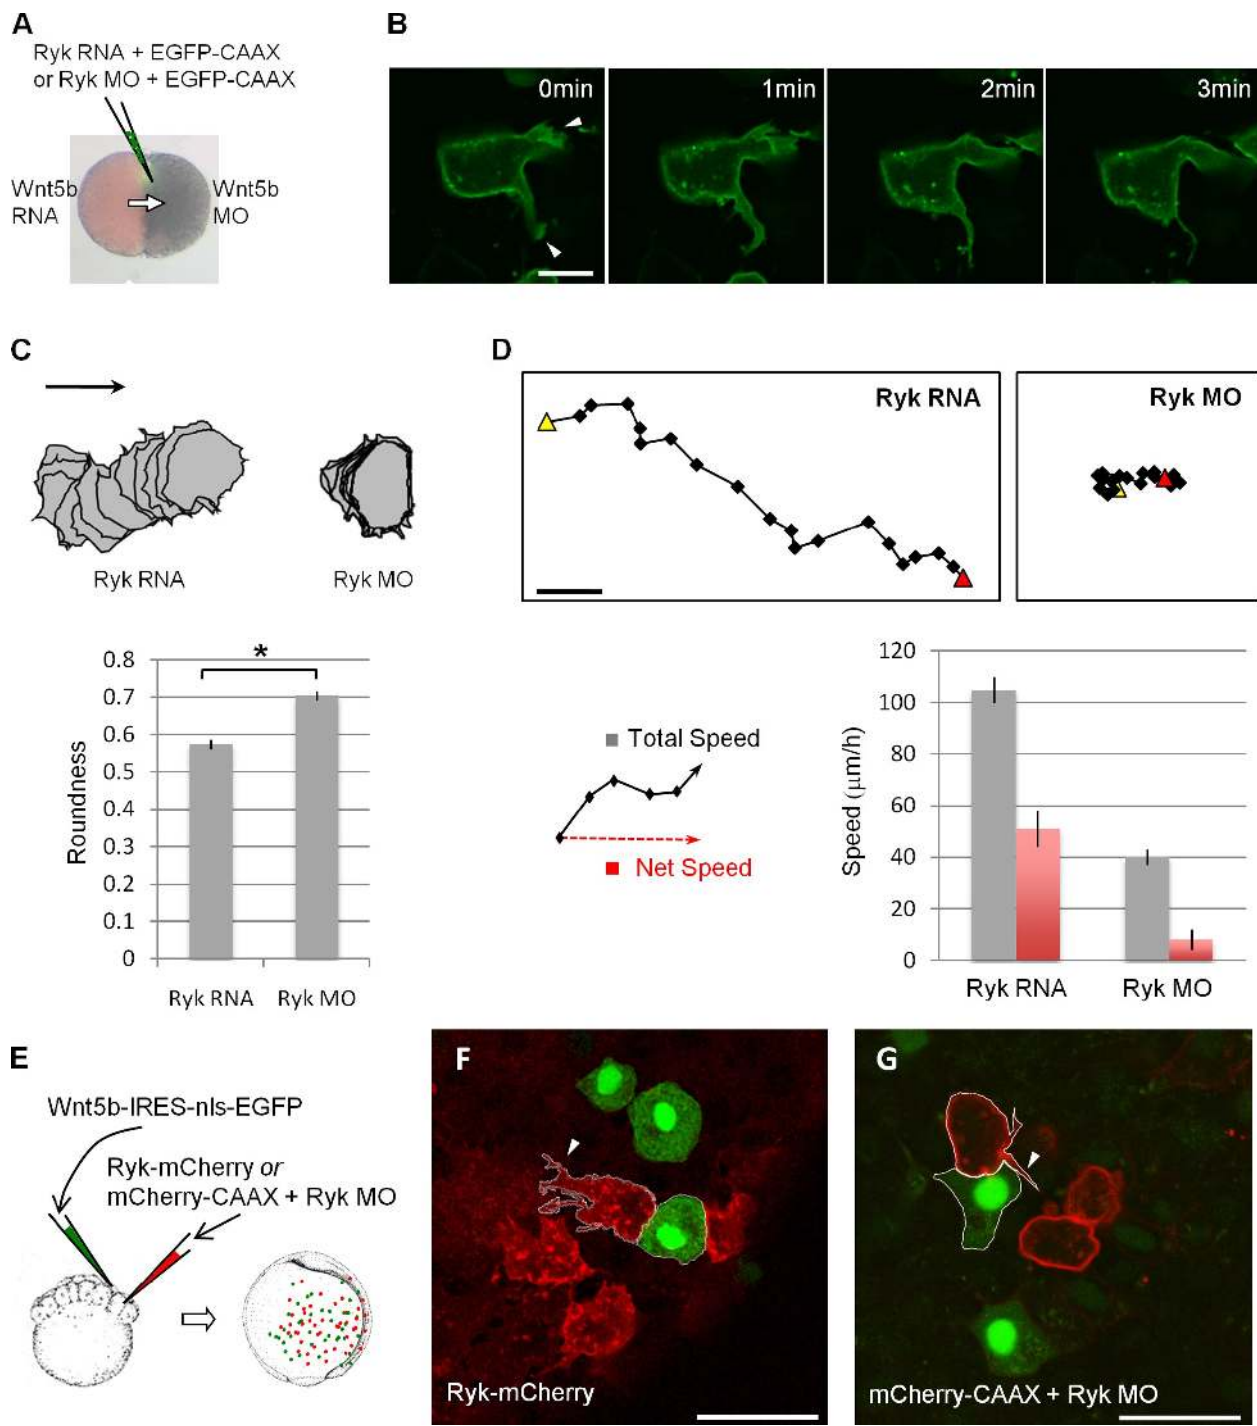 A
Ryk RNA + EGFP-CAAX
or Ryk MO + EGFP-CAAX
Wnt5b
RNA
Wnt5b
MO
B
0min
1min
2min
3min
C
Ryk RNA
Ryk MO
D
Ryk RNA
Ryk MO
*
0.8
0.7
0.6
0.5
0.4
0.3
0.2
0.1
0
Roundness
Ryk RNA
Ryk MO
Total Speed
Net Speed
120
100
80
60
40
20
0
Speed (μm/h)
Ryk RNA
Ryk MO
E
Wnt5b-IRES-nls-EGFP
Ryk-mCherry or
mCherry-CAAX + Ryk MO
F
Ryk-mCherry
G
mCherry-CAAX + Ryk MO